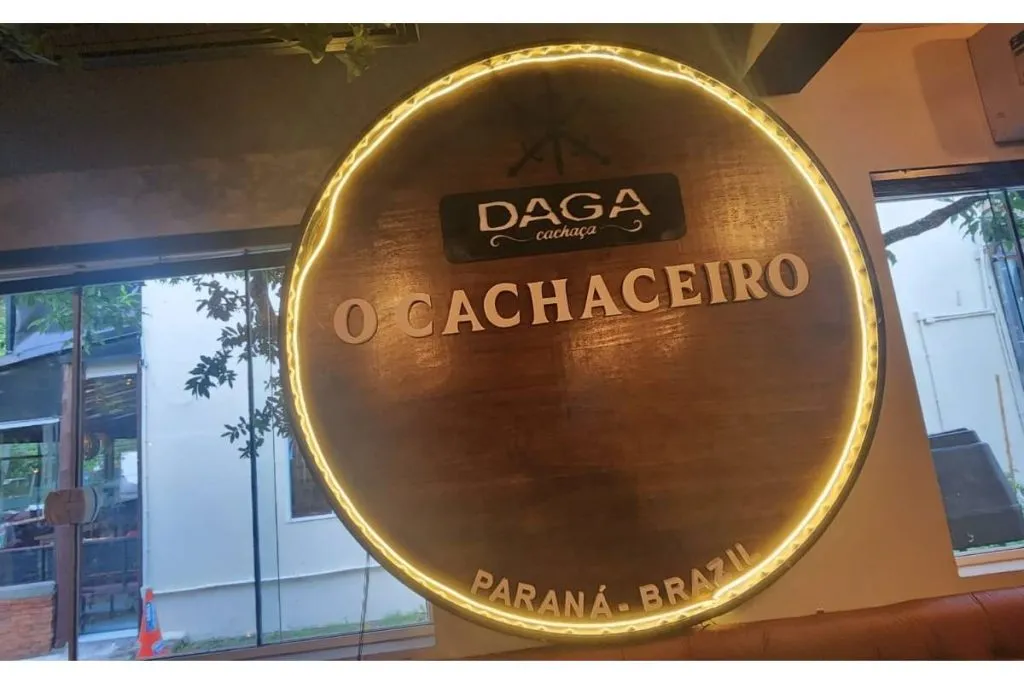 DAGA
cachaça
O CACHACEIRO
PARANÁ - BRAZIL